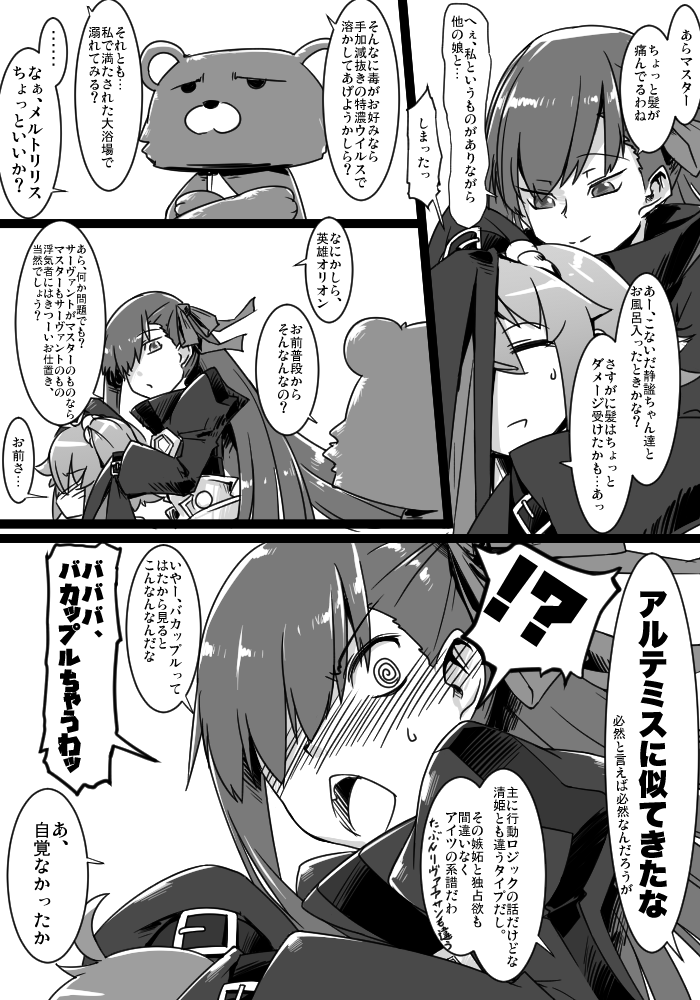 あらマスター
ちょっと髪が
痛んでるわね
あー、こないだ静謐ちゃん達と
お風呂入ったときかな？
さすがに髪はちょっと
ダメージ受けたかも…あっ
へぇ、私というものがありながら
他の娘と…
しまったっ
そんなに毒がお好みなら
手加減抜きの特濃ウイルスで
溶かしてあげようかしら？
それとも…
私で満たされた大浴場で
溺れてみる？
……
なぁ、メルトリリス
ちょっといいか？
なにかしら、
英雄オリオン
お前普段から
そんなんなの？
あら、何か問題でも？
サーヴァントがマスターのものなら
マスターもサーヴァントのもの
浮気者にはきつーいお仕置き、
当然でしょう？
お前さ…
アルテミスに似てきたな
必然と言えば必然なんだろうが
!?
主に行動ロジックの話だけどな
清姫とも違うタイプだし。
その嫉妬と独占欲も
間違いなく
アイツの系譜だわ
たぶんリヴァイアサンも違う
いやー、バカップルって
はたから見ると
こんなんなんだな
バババ、
バカップルちゃうわッ
あ、
自覚なかったか